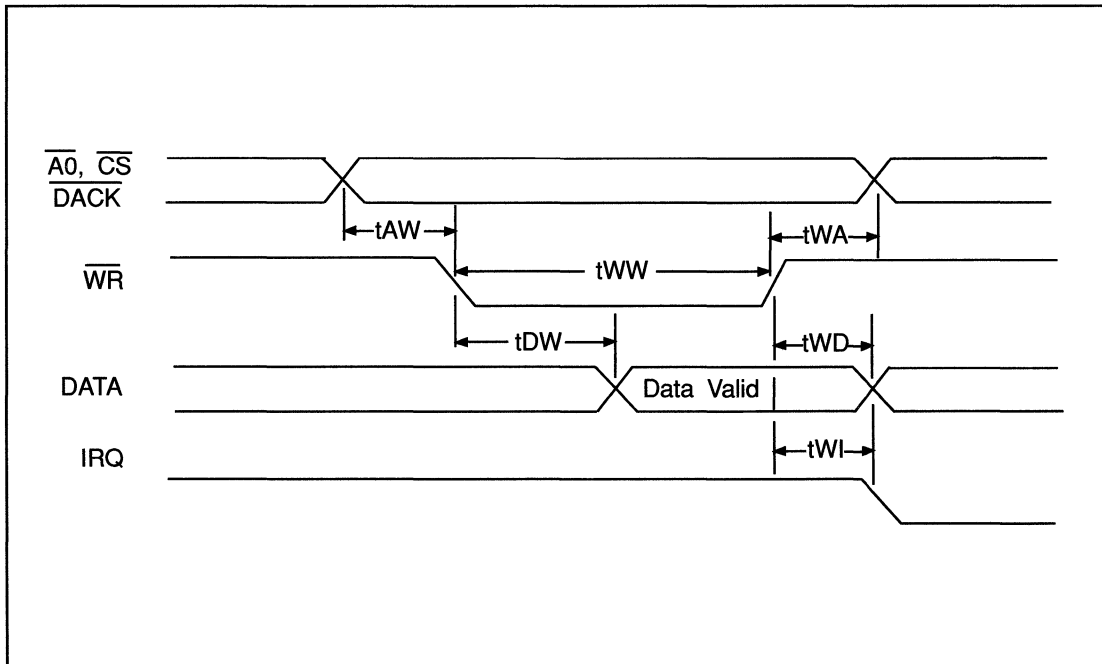 A0, CS
DACK
tAW
tWA
WR
tWW
tDW
tWD
DATA
Data Valid
IRQ
tWI